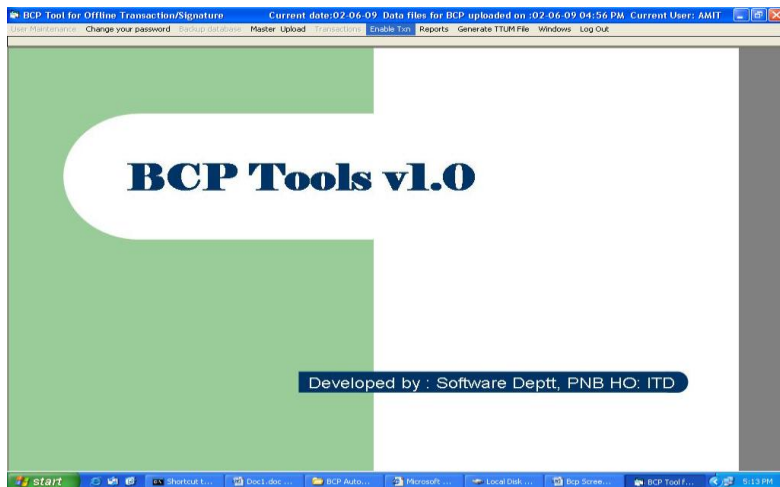 BCP Tool for Offline Transaction/Signature Current date:02-06-09 Data files for BCP uploaded on :02-06-09 04:56 PM Current User: AMIT
User Maintenance Change your password Backup database Master Upload Transactions Enable Txn Reports Generate TTUM File Windows Log Out
BCP Tools v1.0
Developed by : Software Deptt, PNB HO: ITD
start Shortcut t... Doc1.doc ... BCP Auto... Microsoft ... Local Disk ... Bcp Scree... BCP Tool f... 5:13 PM